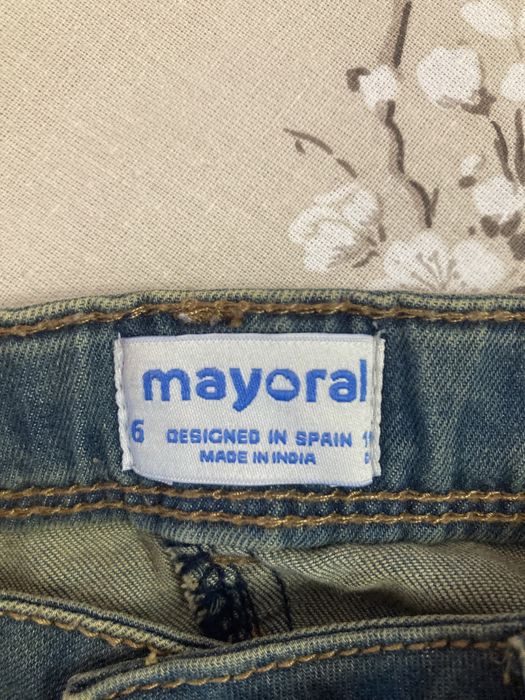 mayoral
6 DESIGNED IN SPAIN
MADE IN INDIA